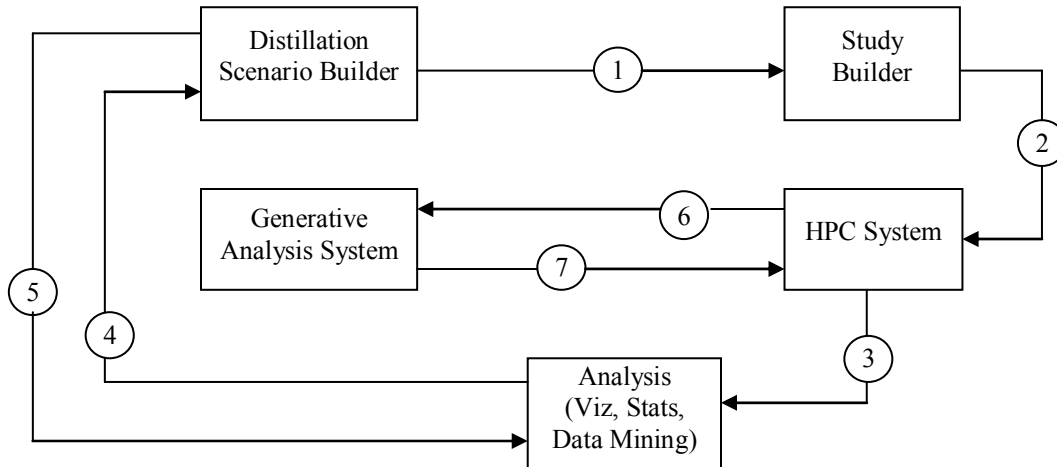 Distillation
Scenario Builder
1
Study
Builder
2
Generative
Analysis System
6
7
HPC System
5
4
3
Analysis
(Viz, Stats,
Data Mining)